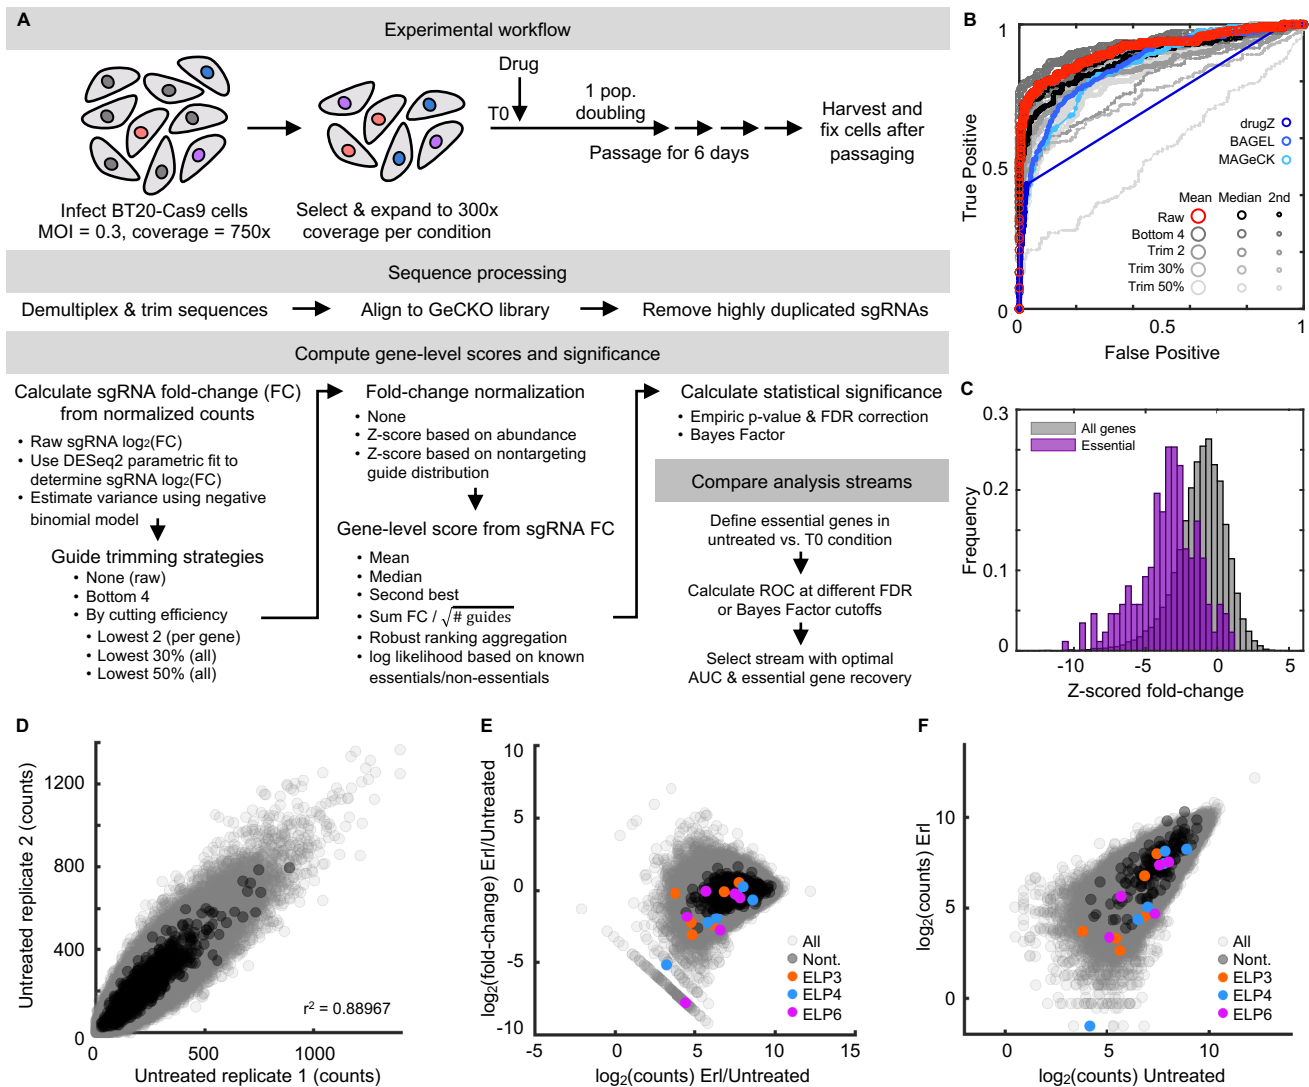 A
Experimental workflow
Drug
T0
1 pop.
doubling
Passage for 6 days
Harvest and
fix cells after
passaging
Infect BT20-Cas9 cells
MOI = 0.3, coverage = 750x
Select & expand to 300x
coverage per condition
Sequence processing
Demultiplex & trim sequences
Align to GeCKO library
Remove highly duplicated sgRNAs
Compute gene-level scores and significance
Calculate sgRNA fold-change (FC)
from normalized counts
• Raw sgRNA log2(FC)
• Use DESeq2 parametric fit to
determine sgRNA log2(FC)
• Estimate variance using negative
binomial model
Guide trimming strategies
• None (raw)
• Bottom 4
• By cutting efficiency
• Lowest 2 (per gene)
• Lowest 30% (all)
• Lowest 50% (all)
Fold-change normalization
• None
• Z-score based on abundance
• Z-score based on nontargeting
guide distribution
Gene-level score from sgRNA FC
• Mean
• Median
• Second best
• Sum FC / √# guides
• Robust ranking aggregation
• log likelihood based on known
essentials/non-essentials
Calculate statistical significance
• Empiric p-value & FDR correction
• Bayes Factor
Compare analysis streams
Define essential genes in
untreated vs. T0 condition
Calculate ROC at different FDR
or Bayes Factor cutoffs
Select stream with optimal
AUC & essential gene recovery
B
1
0.5
0
True Positive
drugZ
BAGEL
MAGeCK
Mean Median 2nd
Raw
Bottom 4
Trim 2
Trim 30%
Trim 50%
0 0.5 1
False Positive
C
0.3
0.2
0.1
0
Frequency
All genes
Essential
-10 -5 0 5
Z-scored fold-change
D
1200
800
400
0
Untreated replicate 2 (counts)
r2 = 0.88967
0 500 1000
Untreated replicate 1 (counts)
E
10
5
0
-5
-10
log2(fold-change) Erl/Untreated
All
Nont.
ELP3
ELP4
ELP6
-5 0 5 10 15
log2(counts) Erl/Untreated
F
10
5
0
log2(counts) Erl
All
Nont.
ELP3
ELP4
ELP6
0 5 10
log2(counts) Untreated